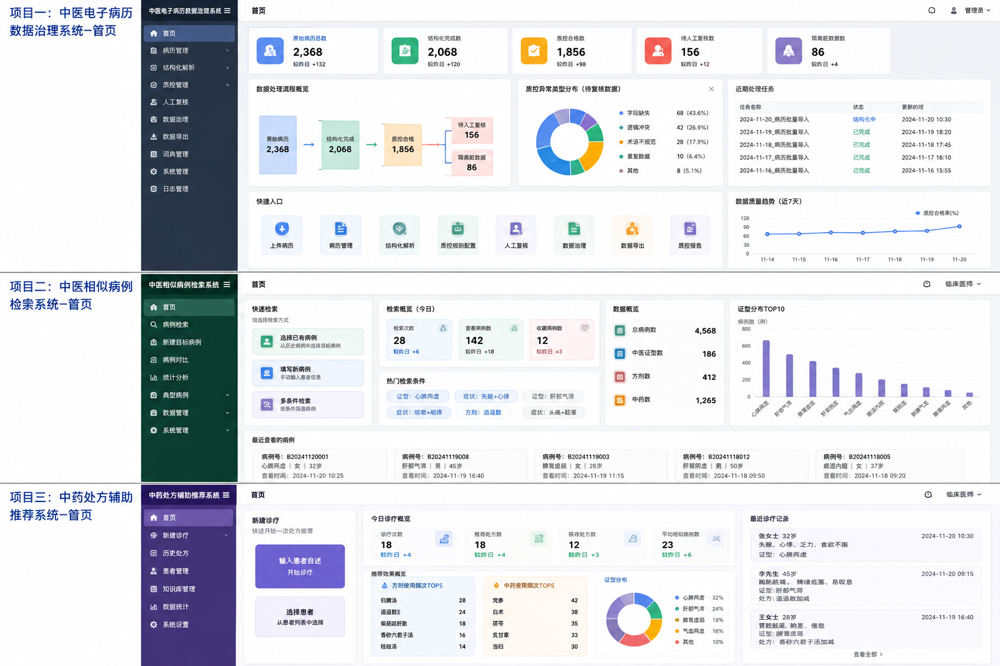 项目一：中医电子病历
数据治理系统—首页
中医电子病历数据治理系统
首页
病历管理
结构化解析
质控管理
人工复核
数据治理
数据导出
词典管理
系统管理
日志管理
首页
管理员
原始病历总数
2,368
较昨日 +132
结构化完成数
2,068
较昨日 +120
质控合格数
1,856
较昨日 +98
待人工复核数
156
较昨日 +12
隔离脏数据数
86
较昨日 +4
数据处理流程概览
原始病历
2,368
结构化完成
2,068
质控合格
1,856
待人工复核
156
隔离脏数据
86
质控异常类型分布（待复核数据）
字段缺失 68 (43.6%)
逻辑冲突 42 (26.9%)
术语不规范 28 (17.9%)
重复数据 10 (6.4%)
其他 8 (5.1%)
近期处理任务
任务名称 状态
2024-11-20_病历批量导入 结构化中 2024-11-20 10:30
2024-11-19_病历批量导入 已完成 2024-11-19 18:20
2024-11-18_病历批量导入 已完成 2024-11-18 17:45
2024-11-17_病历批量导入 已完成 2024-11-17 16:10
2024-11-16_病历批量导入 已完成 2024-11-16 15:55
快捷入口
上传病历
病历管理
结构化解析
质控规则配置
人工复核
数据治理
数据导出
质控报告
数据质量趋势（近7天）
质控合格率(%)
120
90
60
30
0
11-14 11-15 11-16 11-17 11-18 11-19 11-20
项目二：中医相似病例
检索系统—首页
中医相似病例检索系统
首页
病例检索
新建目标病例
病例对比
统计分析
典型病例
数据管理
系统管理
首页
临床医师
快速检索
选择检索方式
选择已有病例
从历史病例中选择目标病例
填写新病例
手动输入患者信息
多条件检索
检索概览（今日）
检索次数
28
较昨日 +6
查看病例数
142
较昨日 +18
收藏病例数
12
较昨日 +3
热门检索条件
证型：心脾两虚
症状：失眠+心悸
证型：肝郁气滞
症状：咳嗽+咽痒
方剂：逍遥散
症状：头痛+眩晕
数据概览
总病例数 4,568
中医证型数 186
方剂数 412
中药数 1,265
证型分布TOP10
病例数（例）
800
600
400
200
0
心脾两虚
肝郁气滞
其他
最近查看的病例
病例号：B20241120001
心脾两虚 | 女 | 32岁
查看时间：2024-11-20 10:25
病例号：B20241119008
肝郁气滞 | 男 | 45岁
查看时间：2024-11-19 16:40
病例号：B20241119003
脾胃虚弱 | 女 | 26岁
查看时间：2024-11-19 11:15
病例号：B20241118012
肝肾阴虚 | 男 | 50岁
查看时间：2024-11-18 09:50
病例号：B20241118005
女 | 37岁
查看时间：2024-11-18 09:20
项目三：中药处方辅助
推荐系统—首页
中药处方辅助推荐系统
首页
新建诊疗
历史处方
患者管理
知识库管理
数据统计
系统设置
首页
临床医师
新建诊疗
快速开始一次处方推荐
输入患者自述
开始诊疗
选择患者
从患者列表中选择
今日诊疗概览
诊疗次数
18
较昨日 +4
推荐处方数
18
较昨日 +4
保存处方数
12
较昨日 +3
平均相似病例数
23
较昨日 +6
推荐效果概览
方剂使用频次TOP5
归脾汤 28
逍遥散 24
柴胡疏肝散 18
香砂六君子汤 16
桂枝汤 14
中药使用频次TOP5
党参 42
白术 38
茯苓 35
炙甘草 33
当归 30
证型分布
心脾两虚 32%
肝郁气滞 24%
脾胃虚弱 18%
气血两虚 16%
其他 10%
最近诊疗记录
张女士 32岁 2024-11-20 10:30
失眠、心悸、乏力、食欲不振
证型：心脾两虚
李先生 45岁 2024-11-20 09:15
情绪低落、易叹息
证型：肝郁气滞
处方：逍遥散加减
王女士 28岁 2024-11-19 16:40
证型：脾胃虚弱
处方：香砂六君子汤加减
查看全部 >